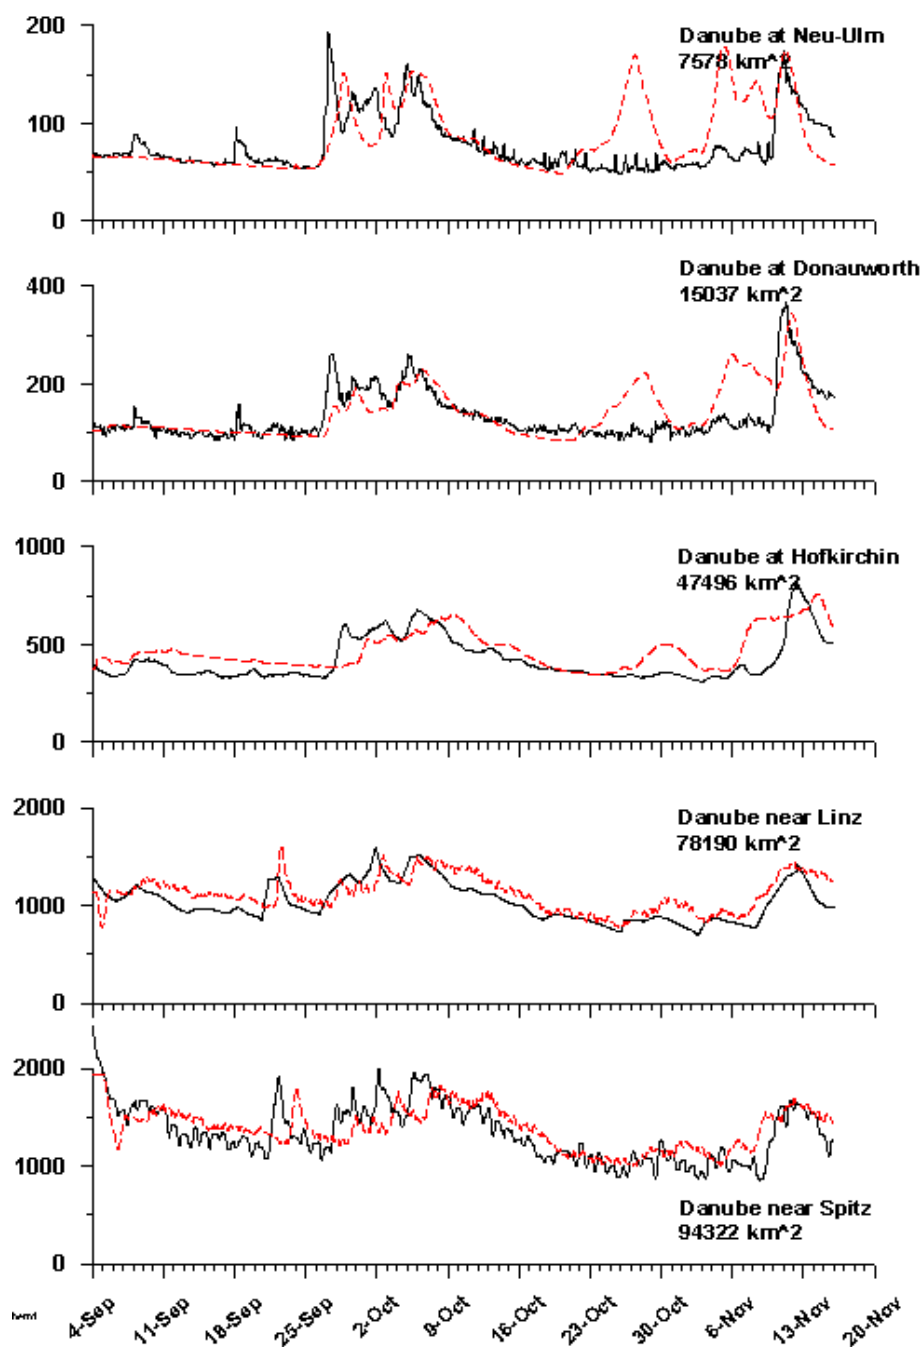 200
Danube at Neu-Ulm
7578 km^2
100
0
Danube at Donauworth
400
15037 km^2
200
0
1000
Danube at Hofkirchin
47496 km^2
500
0
2000
Danube near Linz
78190 km^2
1000
0
2000
1000
Danube near Spitz
94322 km^2
0
4-Sep 11-Sep 18-Sep 25-Sep 2-Oct 9-Oct 16-Oct 23-Oct 30-Oct 6-Nov 13-Nov 20-Nov